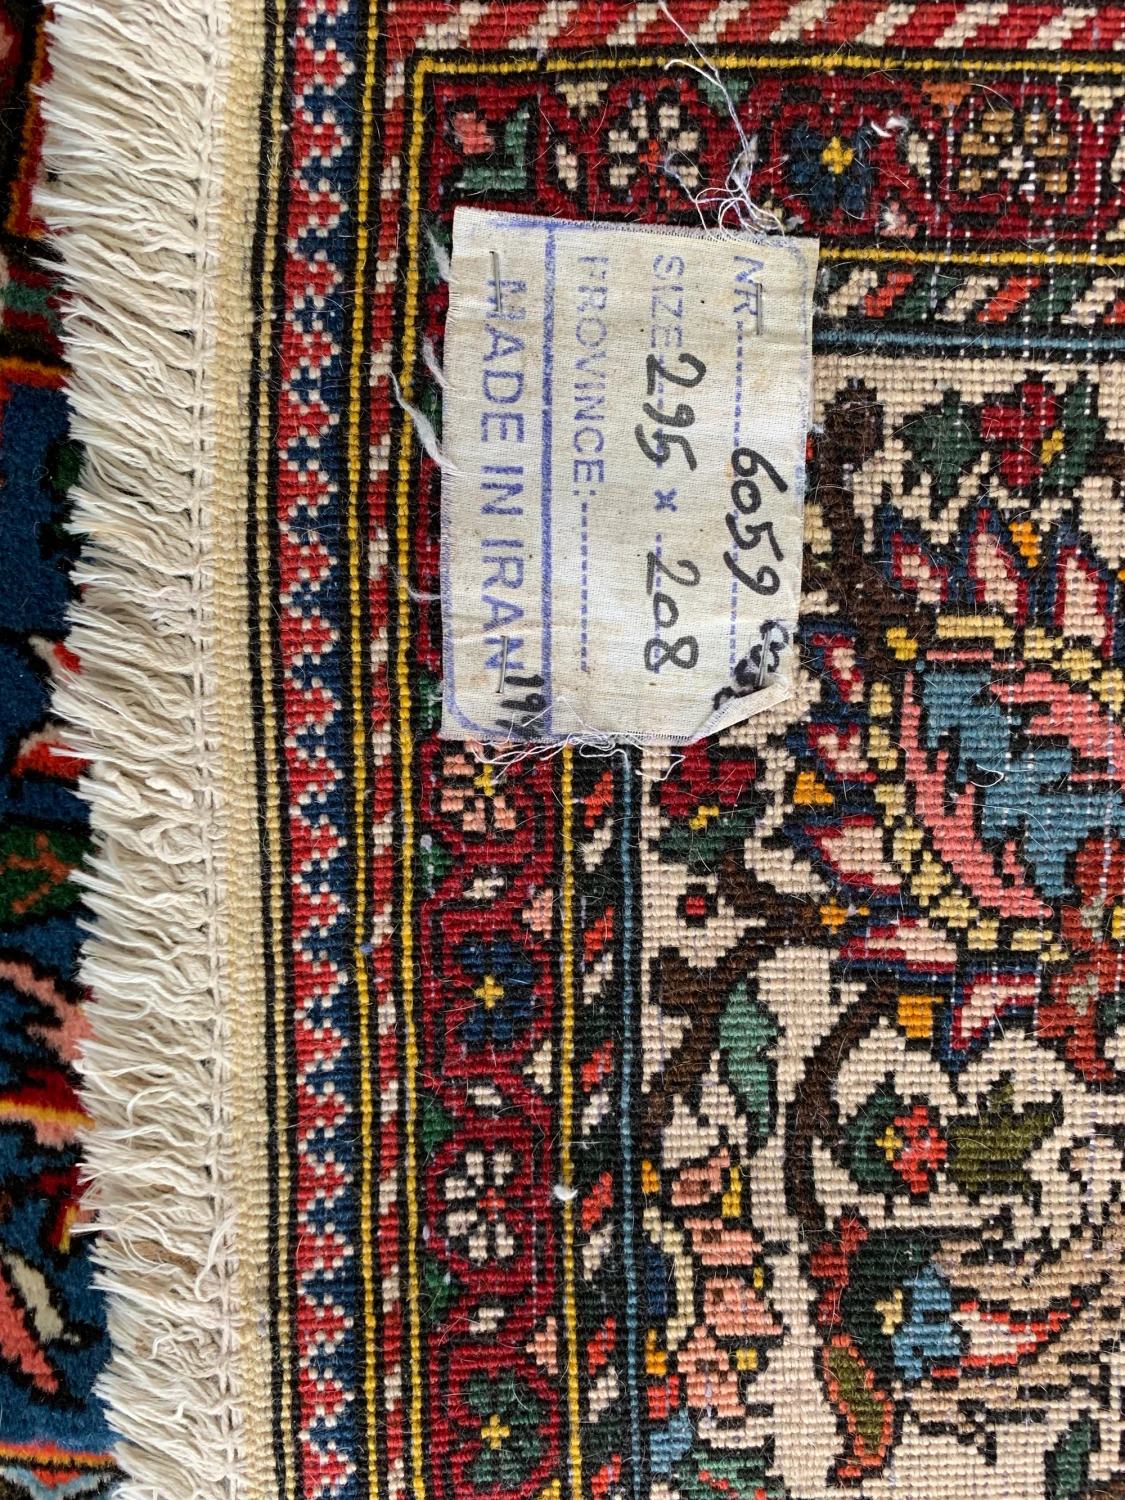 NR 6059
SIZE 295 x 208
PROVINCE:
MADE IN IRAN